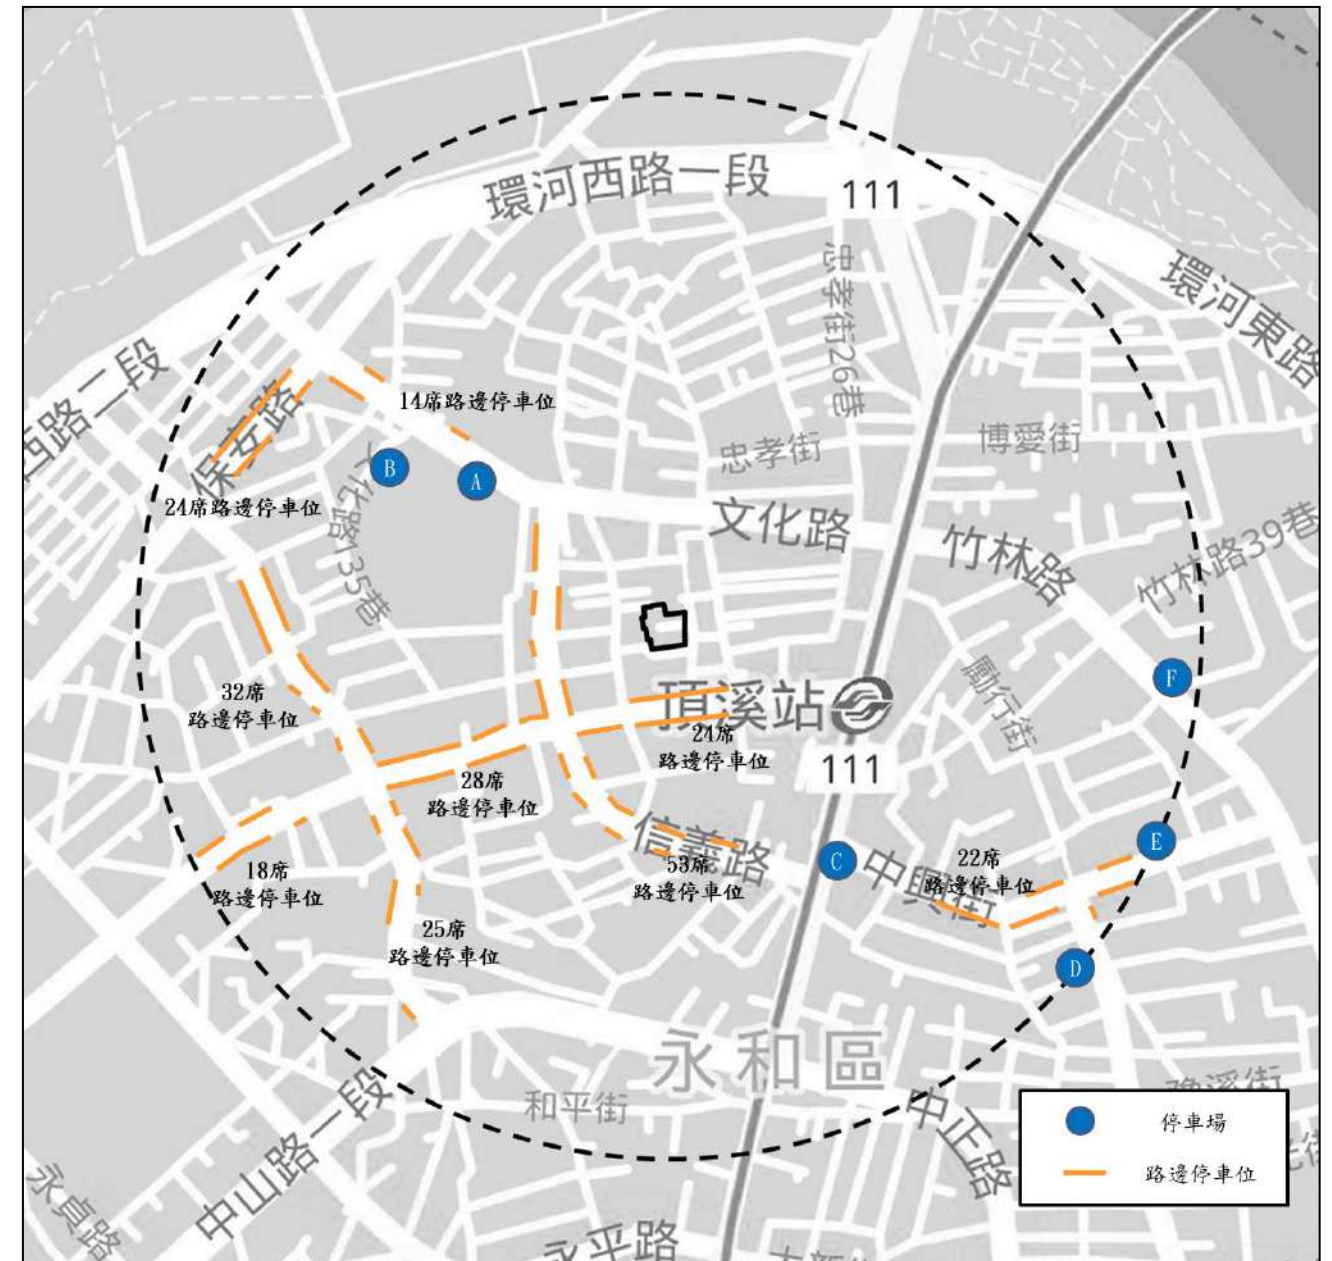 環河西路一段
111
環河東路
忠孝街26巷
西路二段
保安路
14席路邊停車位
忠孝街
博愛街
B
A
24席路邊停車位
文化路
竹林路
竹林路39巷
文化路135巷
勵行街
F
32席
路邊停車位
頂溪站
24席
路邊停車位
111
28席
路邊停車位
信義路
E
C
中興街
22席
路邊停車位
53席
路邊停車位
18席
路邊停車位
25席
路邊停車位
D
永和區
和平街
豫溪街
中正路
中山路一段
永貞路
永平路
停車場
路邊停車位